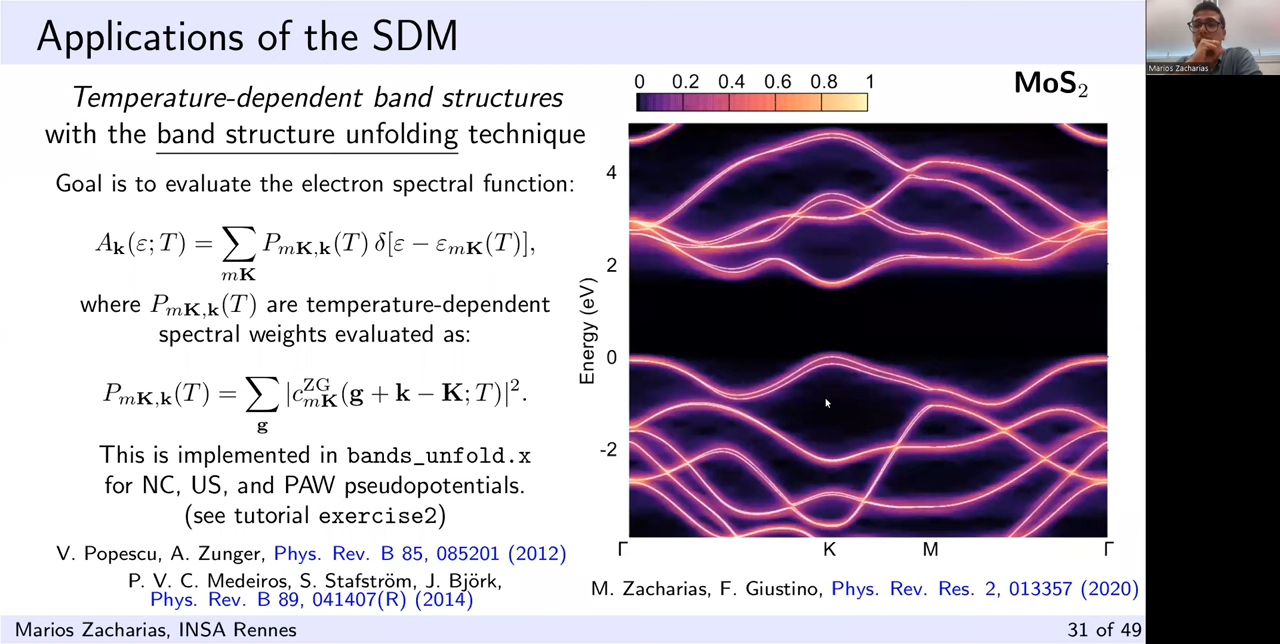 Applications of the SDM
Temperature-dependent band structures
with the band structure unfolding technique
Goal is to evaluate the electron spectral function:
A_k(ε; T) = ∑_{mK} P_{mK,k}(T) δ[ε − ε_{mK}(T)],
where P_{mK,k}(T) are temperature-dependent
spectral weights evaluated as:
P_{mK,k}(T) = ∑_g |c^{ZG}_{mK}(g + k − K; T)|².
This is implemented in bands_unfold.x
for NC, US, and PAW pseudopotentials.
(see tutorial exercise2)
V. Popescu, A. Zunger, Phys. Rev. B 85, 085201 (2012)
P. V. C. Medeiros, S. Stafström, J. Björk,
Phys. Rev. B 89, 041407(R) (2014)
0 0.2 0.4 0.6 0.8 1
MoS₂
Energy (eV)
4
2
0
-2
Γ K M Γ
M. Zacharias, F. Giustino, Phys. Rev. Res. 2, 013357 (2020)
Marios Zacharias, INSA Rennes
31 of 49
Marios Zacharias